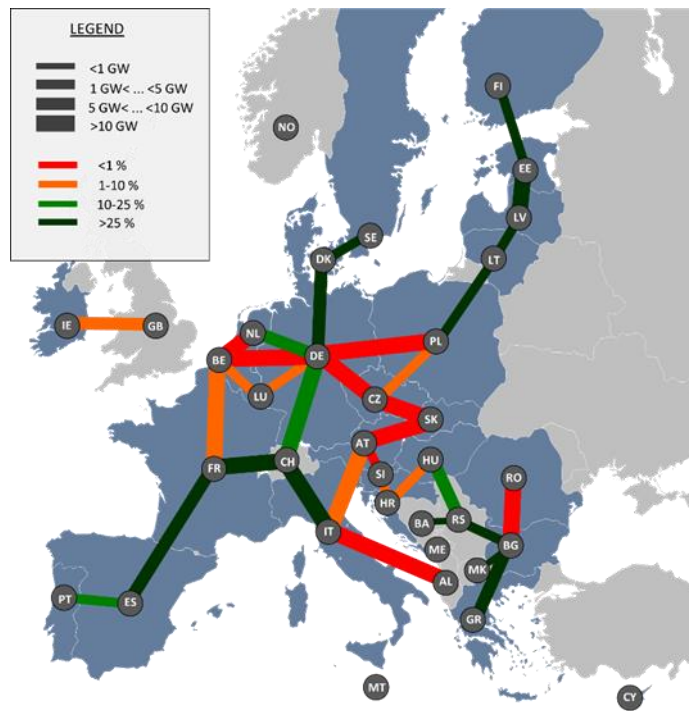 LEGEND
<1 GW
1 GW< ... <5 GW
5 GW< ... <10 GW
>10 GW
<1 %
1-10 %
10-25 %
>25 %
FI
NO
EE
LV
SE
DK
LT
IE
GB
NL
PL
BE
DE
LU
CZ
SK
AT
FR
CH
HU
SI
RO
HR
BA
RS
IT
BG
ME
MK
AL
PT
ES
GR
MT
CY